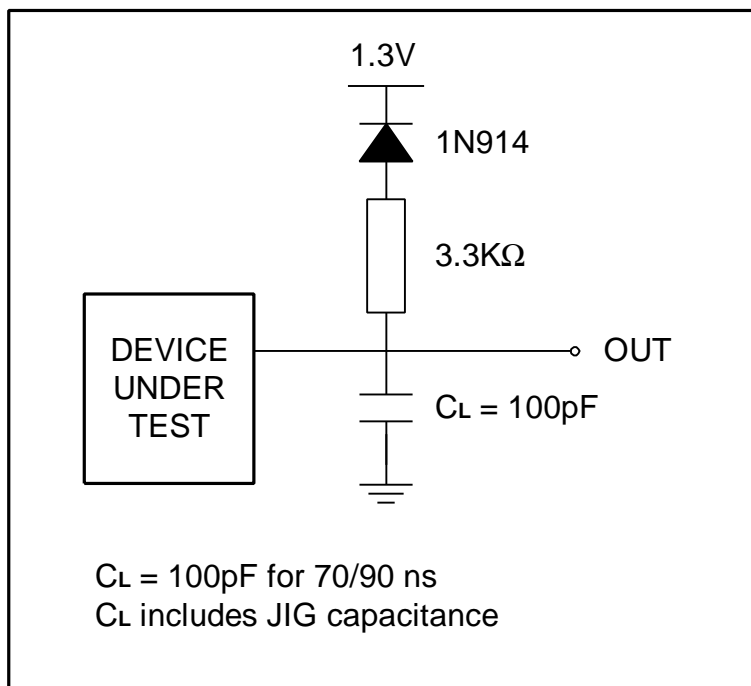 1.3V
1N914
3.3KΩ
DEVICE
UNDER
TEST
OUT
CL = 100pF
CL = 100pF for 70/90 ns
CL includes JIG capacitance